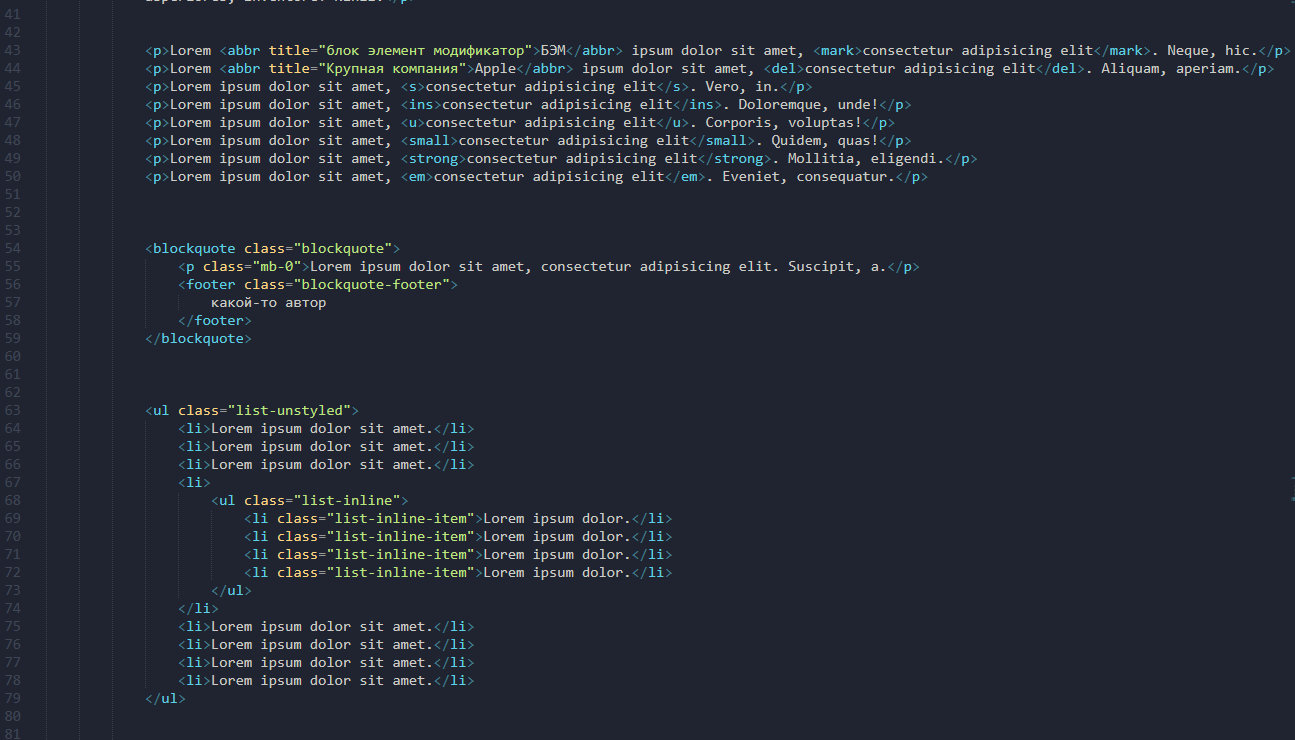 41
42
43 <p>Lorem <abbr title="блок элемент модификатор">БЭМ</abbr> ipsum dolor sit amet, <mark>consectetur adipisicing elit</mark>. Neque, hic.</p>
44 <p>Lorem <abbr title="Крупная компания">Apple</abbr> ipsum dolor sit amet, <del>consectetur adipisicing elit</del>. Aliquam, aperiam.</p>
45 <p>Lorem ipsum dolor sit amet, <s>consectetur adipisicing elit</s>. Vero, in.</p>
46 <p>Lorem ipsum dolor sit amet, <ins>consectetur adipisicing elit</ins>. Doloremque, unde!</p>
47 <p>Lorem ipsum dolor sit amet, <u>consectetur adipisicing elit</u>. Corporis, voluptas!</p>
48 <p>Lorem ipsum dolor sit amet, <small>consectetur adipisicing elit</small>. Quidem, quas!</p>
49 <p>Lorem ipsum dolor sit amet, <strong>consectetur adipisicing elit</strong>. Mollitia, eligendi.</p>
50 <p>Lorem ipsum dolor sit amet, <em>consectetur adipisicing elit</em>. Eveniet, consequatur.</p>
51
52
53
54 <blockquote class="blockquote">
55 <p class="mb-0">Lorem ipsum dolor sit amet, consectetur adipisicing elit. Suscipit, a.</p>
56 <footer class="blockquote-footer">
57 какой-то автор
58 </footer>
59 </blockquote>
60
61
62
63 <ul class="list-unstyled">
64 <li>Lorem ipsum dolor sit amet.</li>
65 <li>Lorem ipsum dolor sit amet.</li>
66 <li>Lorem ipsum dolor sit amet.</li>
67 <li>
68 <ul class="list-inline">
69 <li class="list-inline-item">Lorem ipsum dolor.</li>
70 <li class="list-inline-item">Lorem ipsum dolor.</li>
71 <li class="list-inline-item">Lorem ipsum dolor.</li>
72 <li class="list-inline-item">Lorem ipsum dolor.</li>
73 </ul>
74 </li>
75 <li>Lorem ipsum dolor sit amet.</li>
76 <li>Lorem ipsum dolor sit amet.</li>
77 <li>Lorem ipsum dolor sit amet.</li>
78 <li>Lorem ipsum dolor sit amet.</li>
79 </ul>
80
81